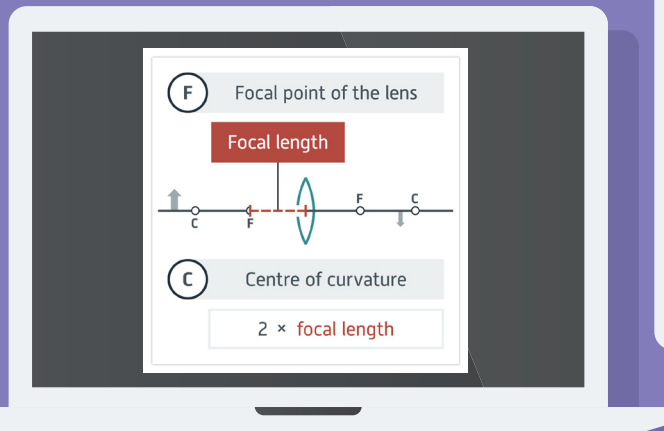 F
Focal point of the lens
Focal length
F C
C F
C
Centre of curvature
2 × focal length